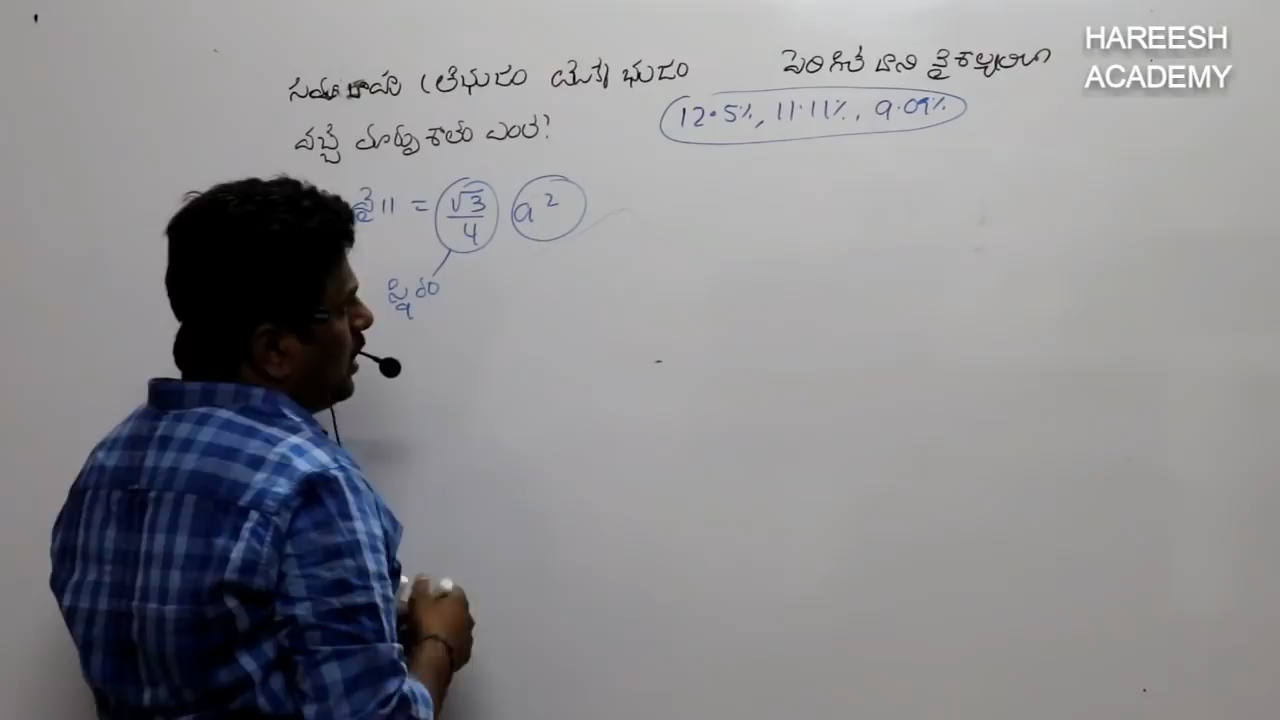 సమబాహు త్రిభుజం యొక్క భుజం పెరిగితే దాని వైశాల్యంలో
12.5%, 11.11%, 9.09%
వచ్చే మార్పు శాతం ఎంత?
వై॥ = √3/4 a²
స్థిరం
HAREESH
ACADEMY